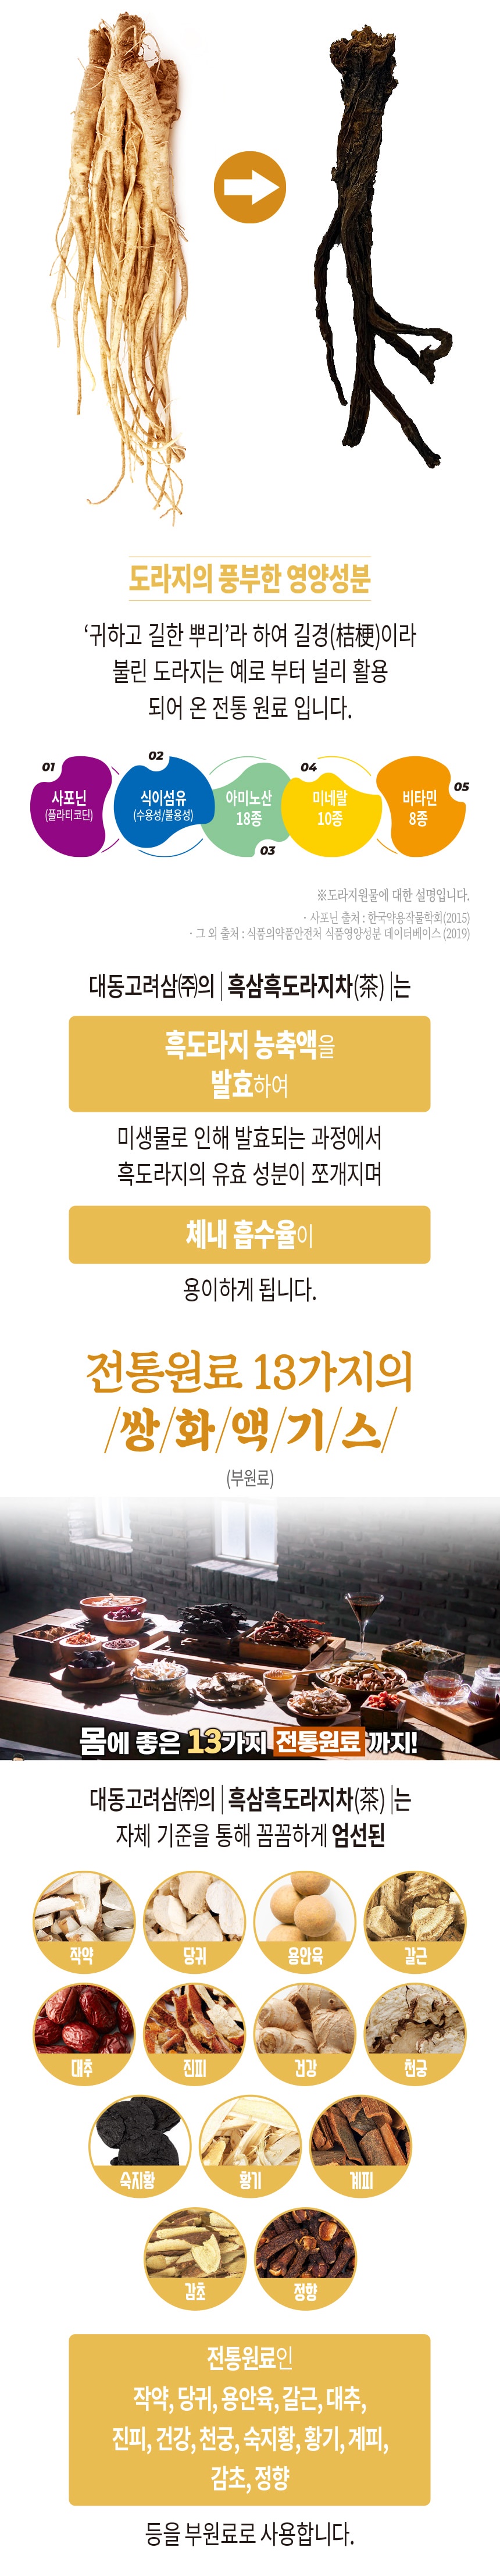 도라지의 풍부한 영양성분
‘귀하고 길한 뿌리’라 하여 길경(桔梗)이라
불린 도라지는 예로 부터 널리 활용
되어 온 전통 원료 입니다.
01
사포닌
(플라티코딘)
02
식이섬유
(수용성/불용성)
아미노산
18종
03
04
미네랄
10종
비타민
8종
05
※도라지원물에 대한 설명입니다.
· 사포닌 출처 : 한국약용작물학회(2015)
· 그 외 출처 : 식품의약품안전처 식품영양성분 데이터베이스 (2019)
대동고려삼㈜의 | 흑삼흑도라지차(茶) |는
흑도라지 농축액을
발효하여
미생물로 인해 발효되는 과정에서
흑도라지의 유효 성분이 쪼개지며
체내 흡수율이
용이하게 됩니다.
전통원료 13가지의
/쌍/화/액/기/스/
(부원료)
몸에 좋은 13가지 전통원료까지!
대동고려삼㈜의 | 흑삼흑도라지차(茶) |는
자체 기준을 통해 꼼꼼하게 엄선된
작약
당귀
용안육
갈근
대추
진피
건강
천궁
숙지황
황기
계피
감초
정향
전통원료인
작약, 당귀, 용안육, 갈근, 대추,
진피, 건강, 천궁, 숙지황, 황기, 계피,
감초, 정향
등을 부원료로 사용합니다.